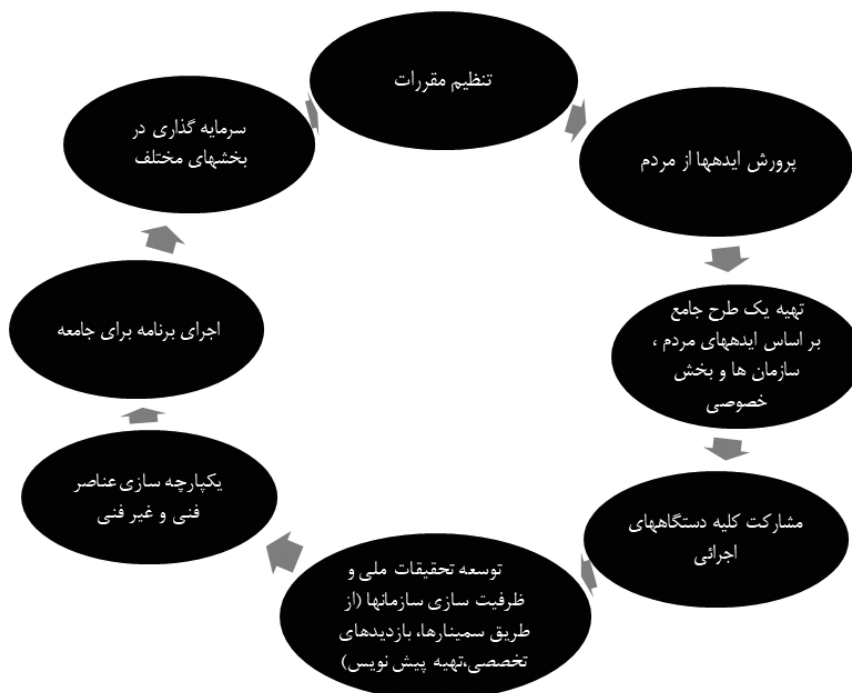 تنظیم مقررات
پرورش ایدهها از مردم
تهیه یک طرح جامع
بر اساس ایدههای مردم ،
سازمان ها و بخش
خصوصی
مشارکت کلیه دستگاههای
اجرائی
توسعه تحقیقات ملی و
ظرفیت سازی سازمانها (از
طریق سمینارها، بازدیدهای
تخصصی،تهیه پیش نویس)
یکپارچه سازی عناصر
فنی و غیر فنی
اجرای برنامه برای جامعه
سرمایه گذاری در
بخشهای مختلف